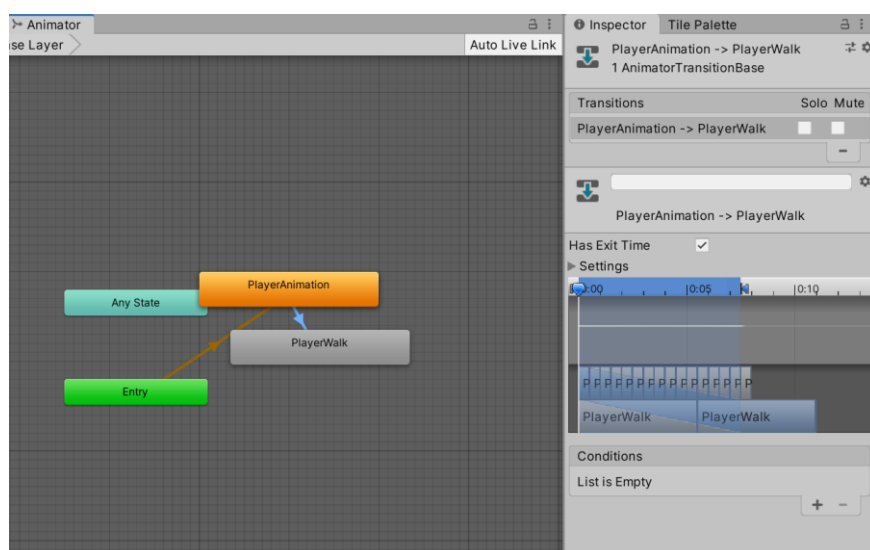 Animator
se Layer
Auto Live Link
PlayerAnimation
Any State
PlayerWalk
Entry
Inspector Tile Palette
PlayerAnimation -> PlayerWalk
1 AnimatorTransitionBase
Transitions Solo Mute
PlayerAnimation -> PlayerWalk
PlayerAnimation -> PlayerWalk
Has Exit Time
Settings
:00 0:05 0:10
P P P P P P P P P P P P P P P P
PlayerWalk PlayerWalk
Conditions
List is Empty